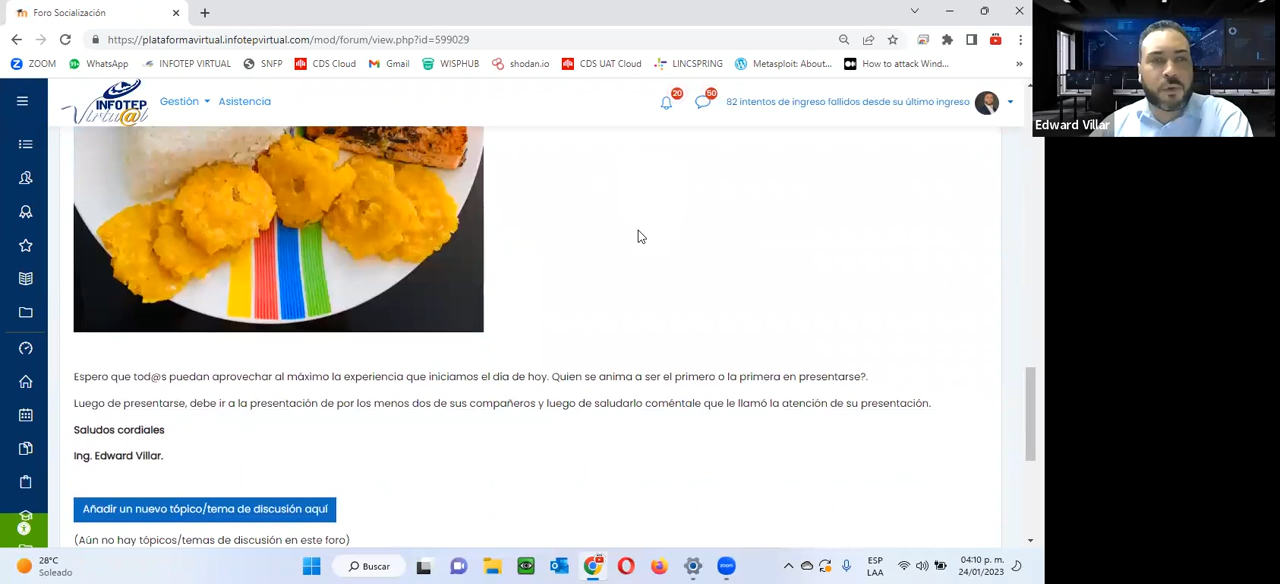 Foro Socialización
https://plataformavirtual.infotepvirtual.com/mod/forum/view.php?id=599029
ZOOM WhatsApp INFOTEP VIRTUAL SNFP CDS Cloud Gmail WISPHUB shodan.io CDS UAT Cloud LINCSPRING Metasploit: About... How to attack Wind... »
INFOTEP
Virtu@l
Gestión Asistencia
20 50 82 intentos de ingreso fallidos desde su último ingreso
Edward Villar
Espero que tod@s puedan aprovechar al máximo la experiencia que iniciamos el día de hoy. Quien se anima a ser el primero o la primera en presentarse?.
Luego de presentarse, debe ir a la presentación de por los menos dos de sus compañeros y luego de saludarlo coméntale que le llamó la atención de su presentación.
Saludos cordiales
Ing. Edward Villar.
Añadir un nuevo tópico/tema de discusión aquí
(Aún no hay tópicos/temas de discusión en este foro)
28°C
Soleado
Buscar
zoom
ESP
LAA
04:10 p. m.
24/01/2023